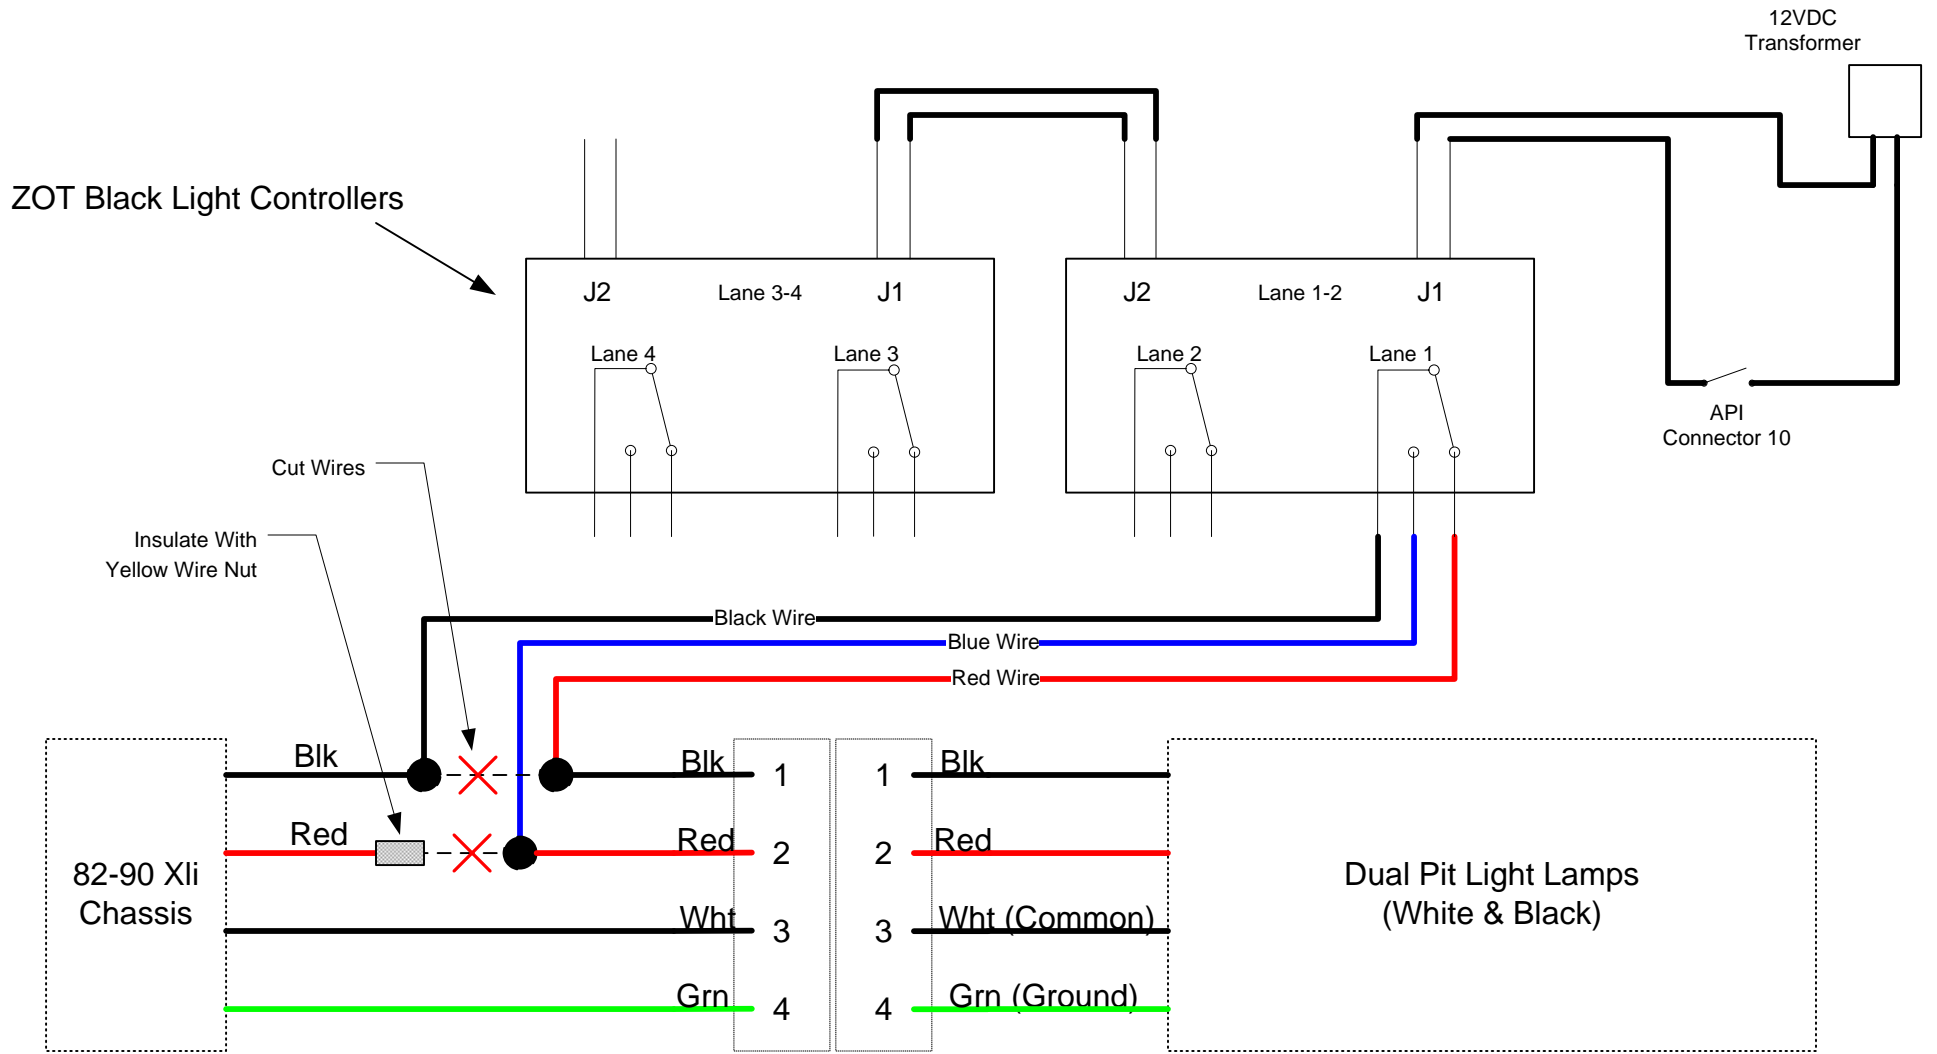 12VDC
Transformer
ZOT Black Light Controllers
J2
Lane 3-4
J1
J2
Lane 1-2
J1
Lane 4
Lane 3
Lane 2
Lane 1
API
Connector 10
Cut Wires
Insulate With
Yellow Wire Nut
Black Wire
Blue Wire
Red Wire
Blk
Blk
1
1
Blk
Red
Red
2
2
Red
82-90 Xli
Chassis
Dual Pit Light Lamps
(White & Black)
Wht
3
3
Wht (Common)
Grn
4
4
Grn (Ground)